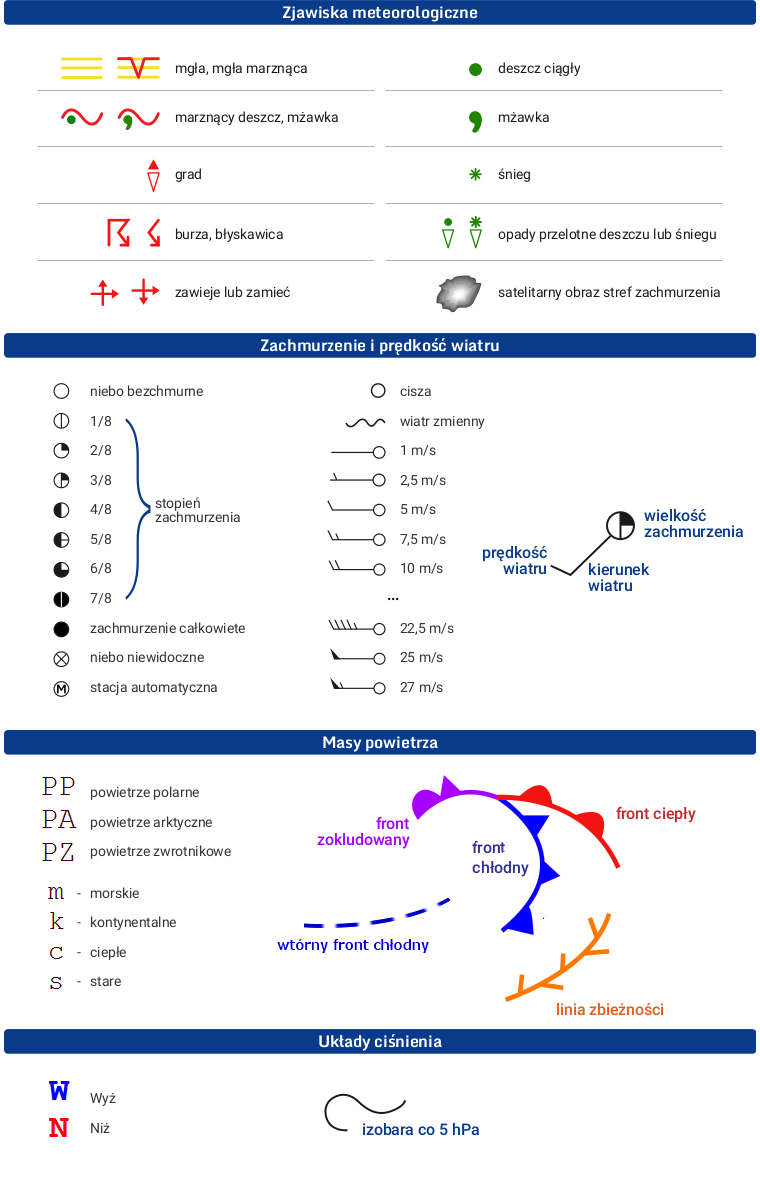 Zjawiska meteorologiczne
mgła, mgła marznąca
deszcz ciągły
marznący deszcz, mżawka
mżawka
grad
śnieg
burza, błyskawica
opady przelotne deszczu lub śniegu
zawieje lub zamieć
satelitarny obraz stref zachmurzenia
Zachmurzenie i prędkość wiatru
niebo bezchmurne
1/8
2/8
3/8
4/8
5/8
6/8
7/8
stopień
zachmurzenia
zachmurzenie całkowiete
niebo niewidoczne
M stacja automatyczna
cisza
wiatr zmienny
1 m/s
2,5 m/s
5 m/s
7,5 m/s
10 m/s
...
22,5 m/s
25 m/s
27 m/s
wielkość
zachmurzenia
prędkość
wiatru
kierunek
wiatru
Masy powietrza
PP powietrze polarne
PA powietrze arktyczne
PZ powietrze zwrotnikowe
m - morskie
k - kontynentalne
c - ciepłe
s - stare
front
zokludowany
front
chłodny
front ciepły
wtórny front chłodny
linia zbieżności
Układy ciśnienia
W Wyż
N Niż
izobara co 5 hPa